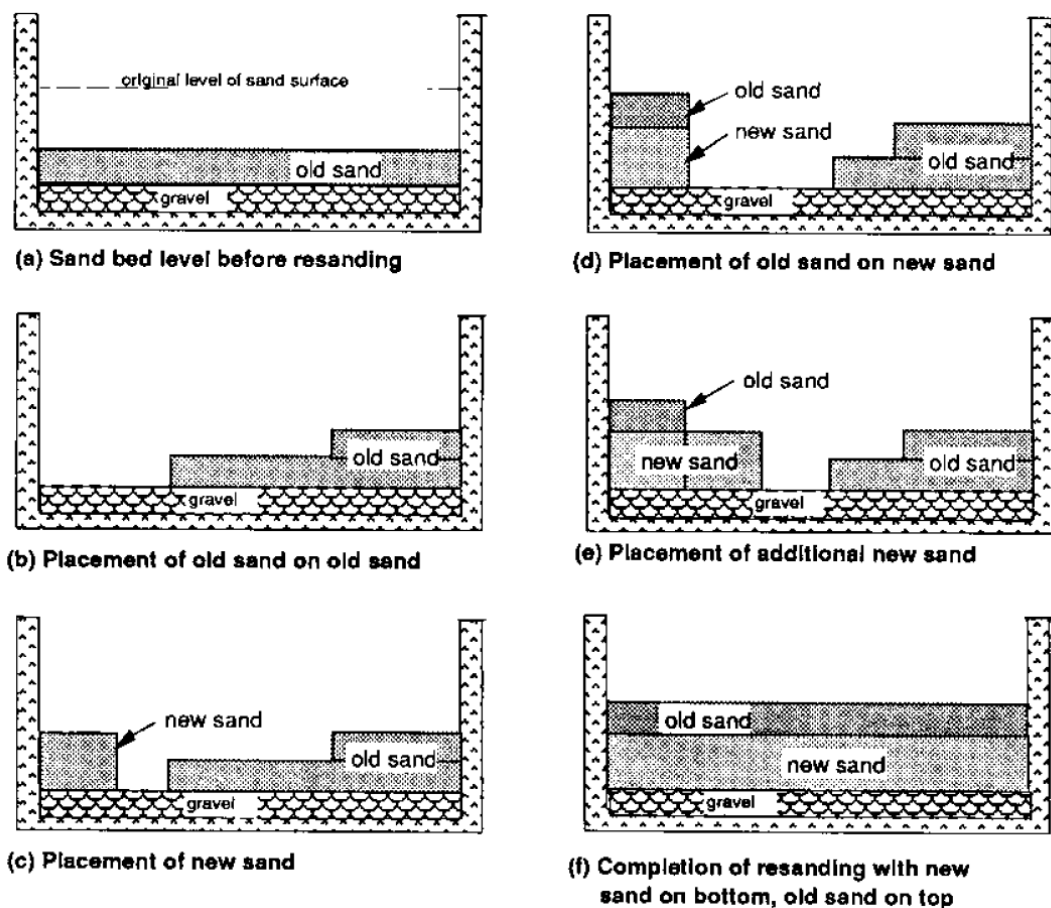 original level of sand surface
old sand
gravel
(a) Sand bed level before resanding
old sand
gravel
(b) Placement of old sand on old sand
new sand
old sand
gravel
(c) Placement of new sand
old sand
new sand
old sand
gravel
(d) Placement of old sand on new sand
old sand
new sand
old sand
gravel
(e) Placement of additional new sand
old sand
new sand
gravel
(f) Completion of resanding with new
sand on bottom, old sand on top